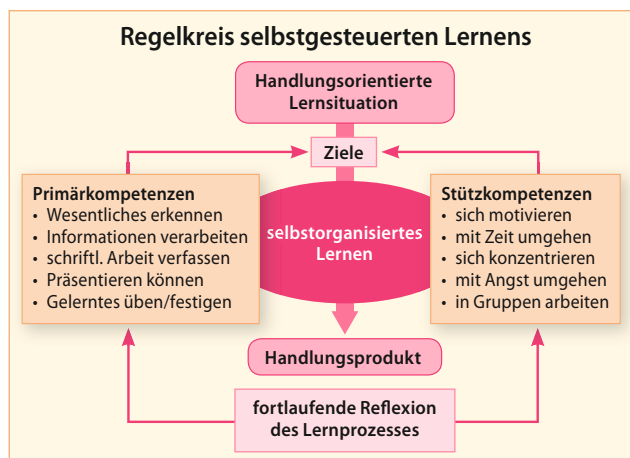 Regelkreis selbstgesteuerten Lernens
Handlungsorientierte
Lernsituation
Ziele
Primärkompetenzen
• Wesentliches erkennen
• Informationen verarbeiten
• schriftl. Arbeit verfassen
• Präsentieren können
• Gelerntes üben/festigen
selbstorganisiertes
Lernen
Stützkompetenzen
• sich motivieren
• mit Zeit umgehen
• sich konzentrieren
• mit Angst umgehen
• in Gruppen arbeiten
Handlungsprodukt
fortlaufende Reflexion
des Lernprozesses